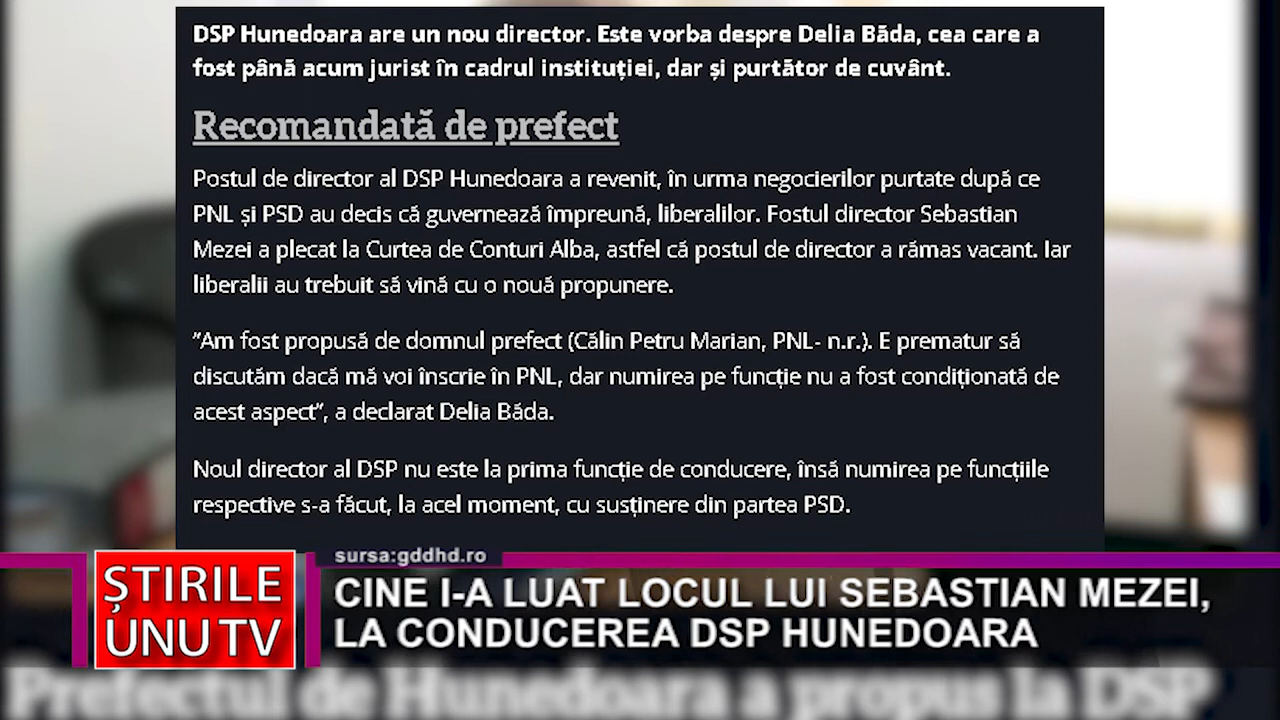 DSP Hunedoara are un nou director. Este vorba despre Delia Băda, cea care a
fost până acum jurist în cadrul instituției, dar și purtător de cuvânt.
Recomandată de prefect
Postul de director al DSP Hunedoara a revenit, în urma negocierilor purtate după ce
PNL și PSD au decis că guvernează împreună, liberalilor. Fostul director Sebastian
Mezei a plecat la Curtea de Conturi Alba, astfel că postul de director a rămas vacant. Iar
liberalii au trebuit să vină cu o nouă propunere.
“Am fost propusă de domnul prefect (Călin Petru Marian, PNL- n.r.). E prematur să
discutăm dacă mă voi înscrie în PNL, dar numirea pe funcție nu a fost condiționată de
acest aspect”, a declarat Delia Băda.
Noul director al DSP nu este la prima funcție de conducere, însă numirea pe funcțiile
respective s-a făcut, la acel moment, cu susținere din partea PSD.
sursa:gddhd.ro
ȘTIRILE
UNU TV
CINE I-A LUAT LOCUL LUI SEBASTIAN MEZEI,
LA CONDUCEREA DSP HUNEDOARA
Prefectul de Hunedoara a propus la DSP